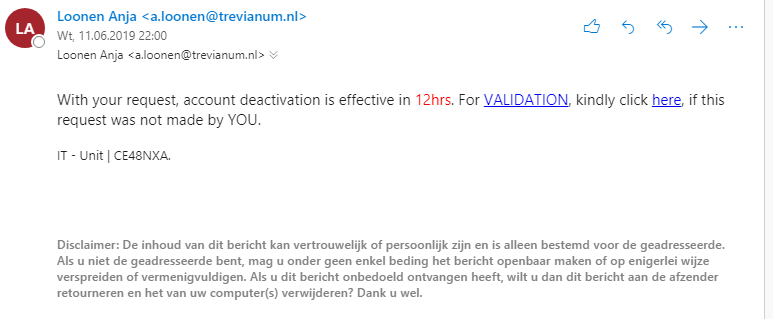 LA
Loonen Anja <a.loonen@trevianum.nl>
Wt, 11.06.2019 22:00
Loonen Anja <a.loonen@trevianum.nl>
With your request, account deactivation is effective in 12hrs. For VALIDATION, kindly click here, if this
request was not made by YOU.
IT - Unit | CE48NXA.
Disclaimer: De inhoud van dit bericht kan vertrouwelijk of persoonlijk zijn en is alleen bestemd voor de geadresseerde.
Als u niet de geadresseerde bent, mag u onder geen enkel beding het bericht openbaar maken of op enigerlei wijze
verspreiden of vermenigvuldigen. Als u dit bericht onbedoeld ontvangen heeft, wilt u dan dit bericht aan de afzender
retourneren en het van uw computer(s) verwijderen? Dank u wel.